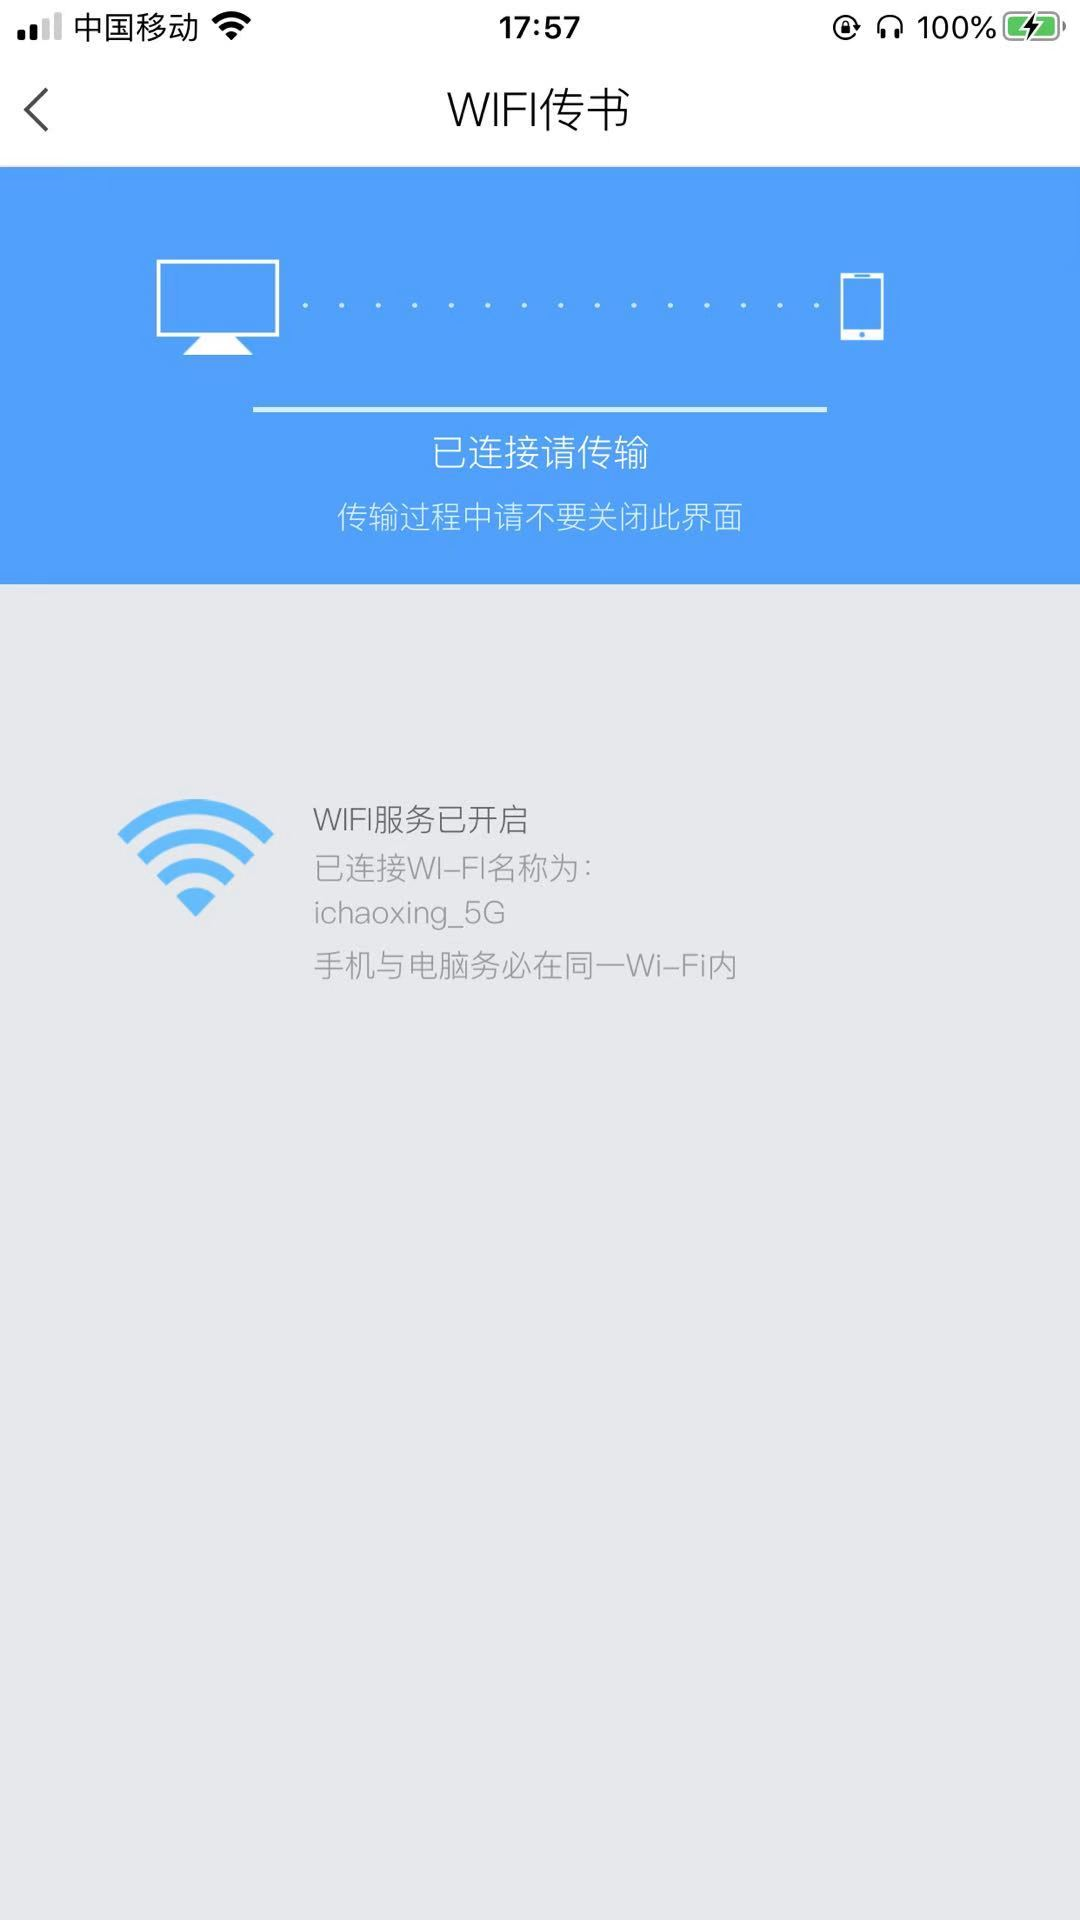 中国移动
17:57
100%
WIFI传书
已连接请传输
传输过程中请不要关闭此界面
WIFI服务已开启
已连接WI-FI名称为：
ichaoxing_5G
手机与电脑务必在同一Wi-Fi内